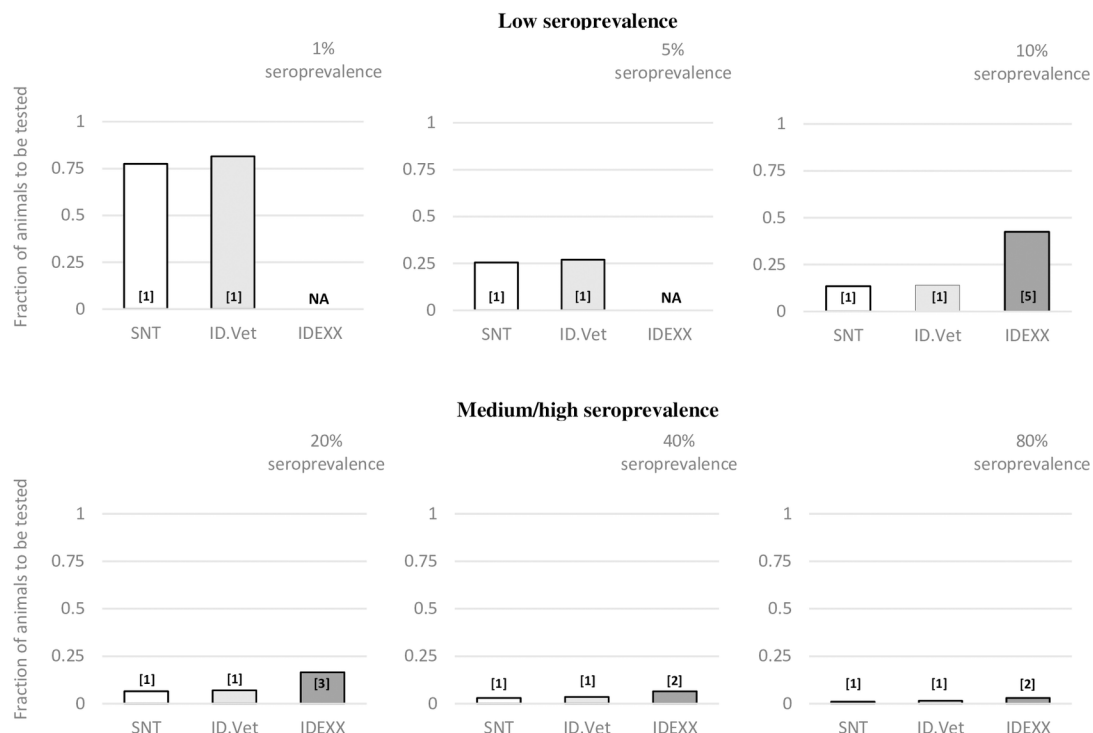 Low seroprevalence
1%
seroprevalence
5%
seroprevalence
10%
seroprevalence
Fraction of animals to be tested
1
0.75
0.5
0.25
0
[1]
[1]
NA
SNT
ID.Vet
IDEXX
1
0.75
0.5
0.25
0
[1]
[1]
NA
SNT
ID.Vet
IDEXX
1
0.75
0.5
0.25
0
[1]
[1]
[5]
SNT
ID.Vet
IDEXX
Medium/high seroprevalence
20%
seroprevalence
40%
seroprevalence
80%
seroprevalence
Fraction of animals to be tested
1
0.75
0.5
0.25
0
[1]
[1]
[3]
SNT
ID.Vet
IDEXX
1
0.75
0.5
0.25
0
[1]
[1]
[2]
SNT
ID.Vet
IDEXX
1
0.75
0.5
0.25
0
[1]
[1]
[2]
SNT
ID.Vet
IDEXX